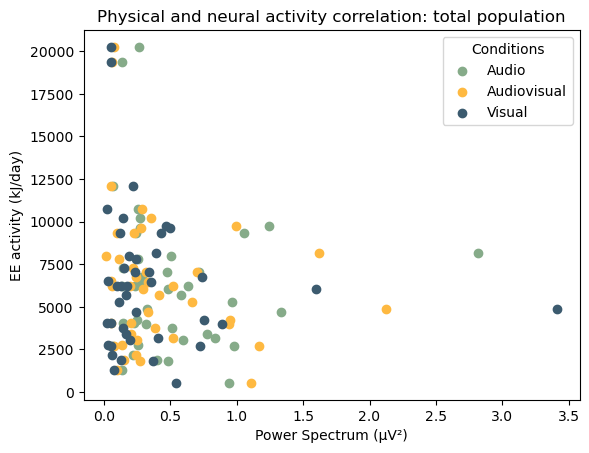 Physical and neural activity correlation: total population
Conditions
Audio
Audiovisual
Visual
EE activity (kJ/day)
20000
17500
15000
12500
10000
7500
5000
2500
0
0.0 0.5 1.0 1.5 2.0 2.5 3.0 3.5
Power Spectrum (μV²)